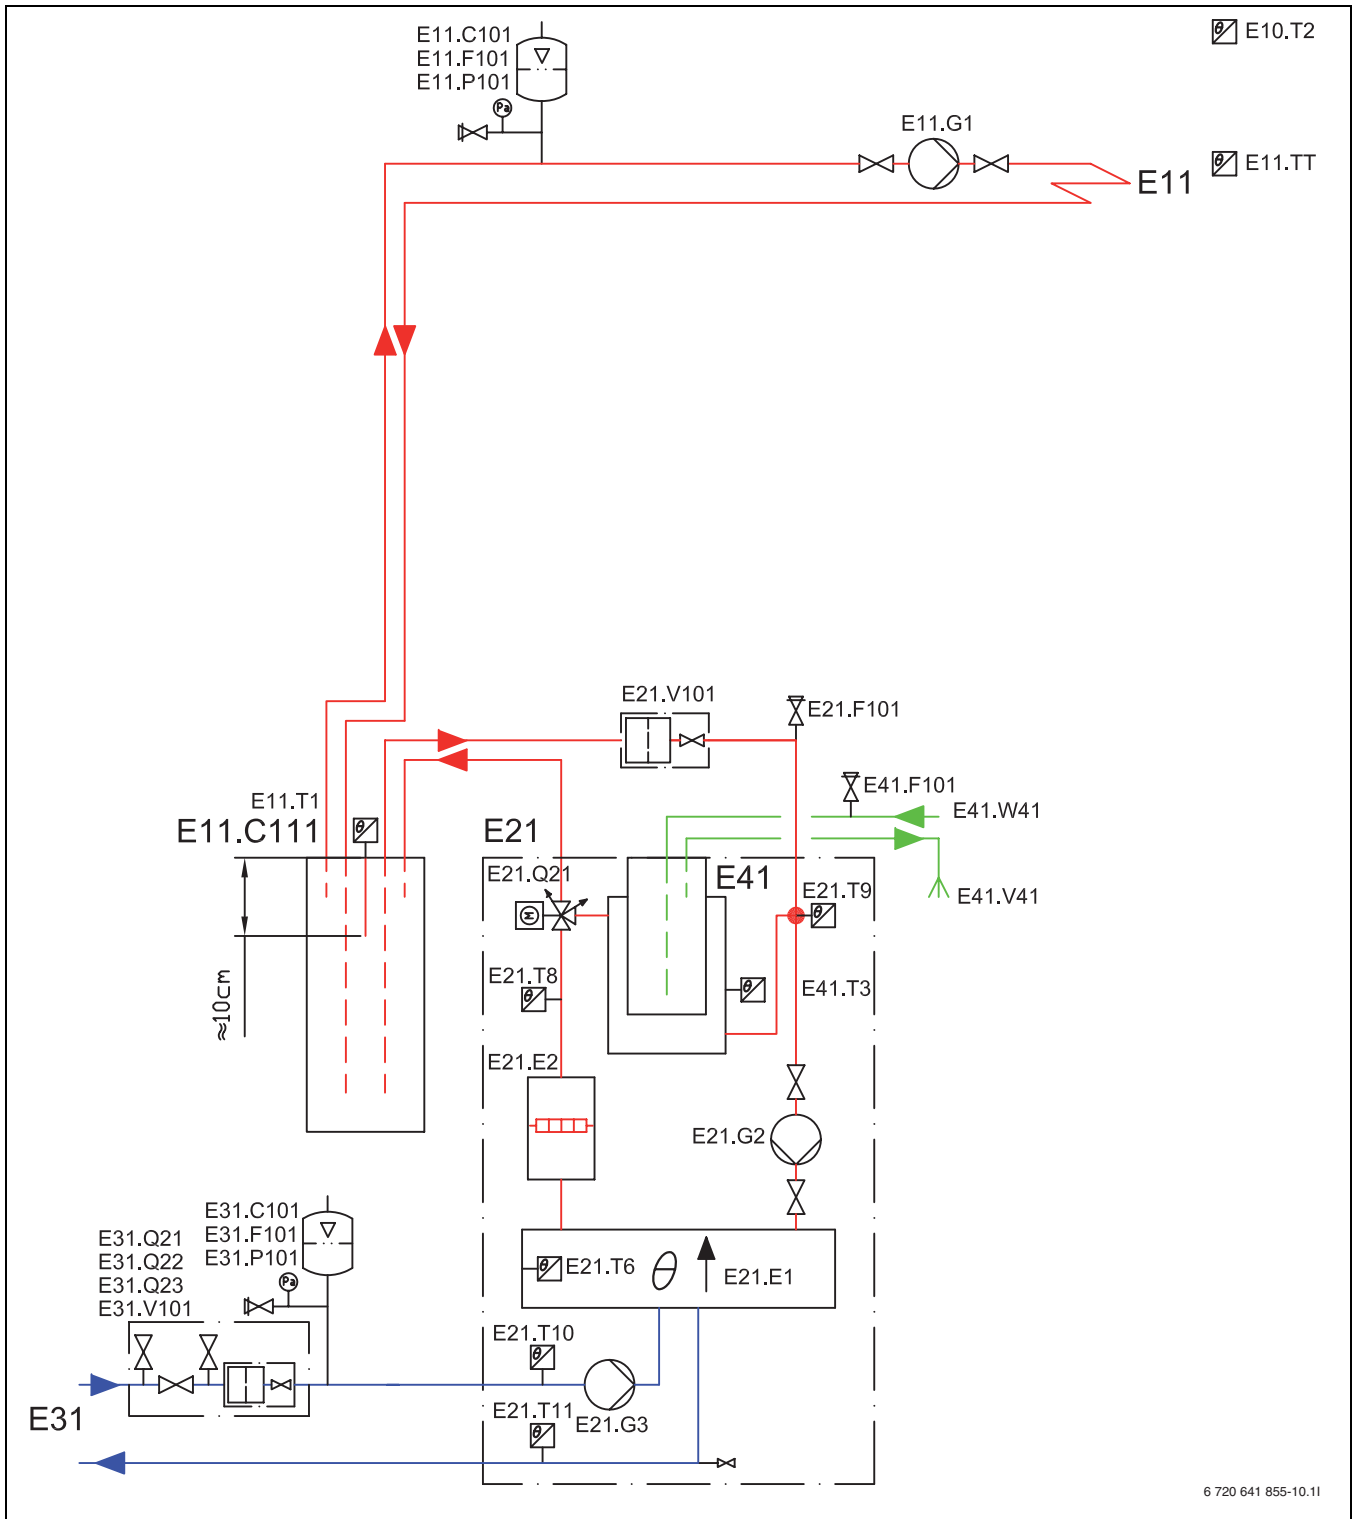 E11.C101
E11.F101
E11.P101
Pa
E10.T2
E11.G1
E11
E11.TT
E21.V101
E21.F101
E41.F101
E41.W41
E41.V41
E11.T1
E11.C111
≈10cm
E21
E21.Q21
M
E41
E21.T9
E21.T8
E41.T3
E21.E2
E21.G2
E21.T6
E21.E1
E31.C101
E31.F101
E31.P101
Pa
E31.Q21
E31.Q22
E31.Q23
E31.V101
E21.T10
E21.G3
E21.T11
E31
6 720 641 855-10.1I